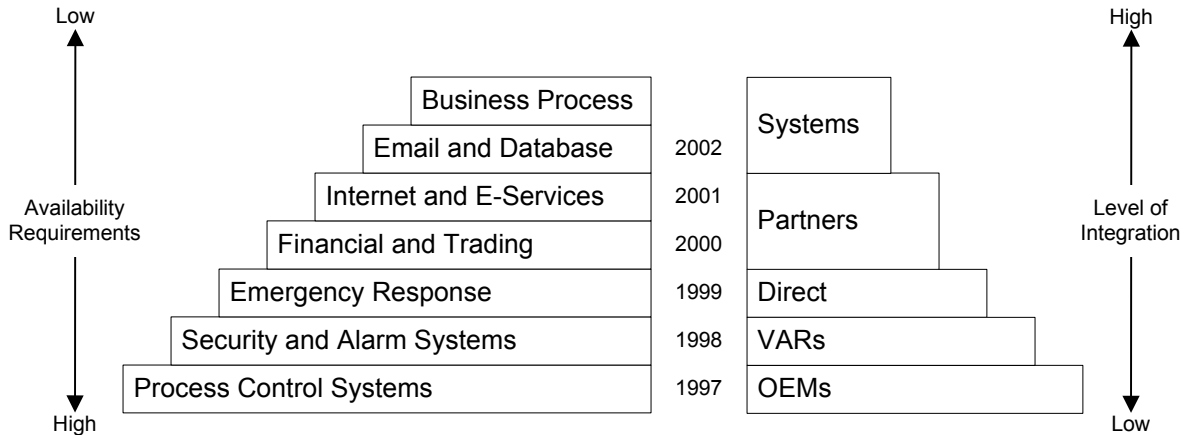 Low
High
Business Process
Systems
Email and Database
2002
Internet and E-Services
2001
Availability
Requirements
Partners
Level of
Integration
Financial and Trading
2000
Emergency Response
1999
Direct
Security and Alarm Systems
1998
VARs
Process Control Systems
1997
OEMs
High
Low